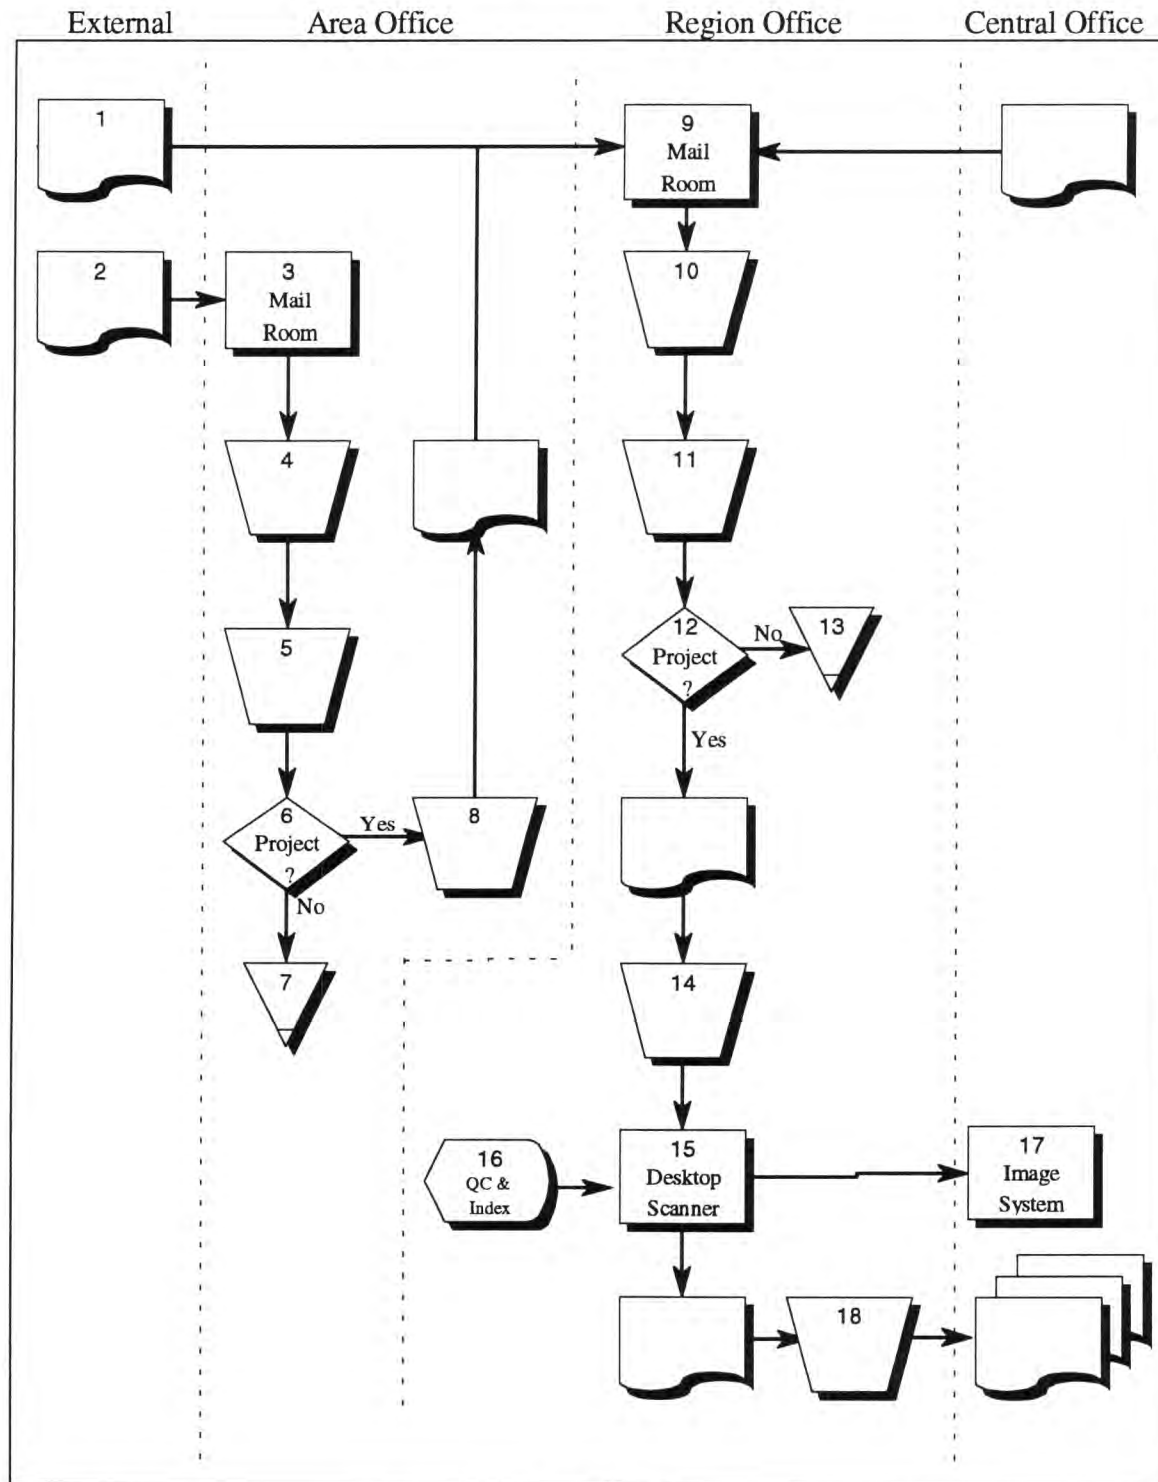 External Area Office Region Office Central Office
1
9
Mail
Room
2
3
Mail
Room
10
4
11
5
12
Project
?
No
13
Yes
6
Project
?
Yes
8
No
7
14
16
QC &
Index
15
Desktop
Scanner
17
Image
System
18